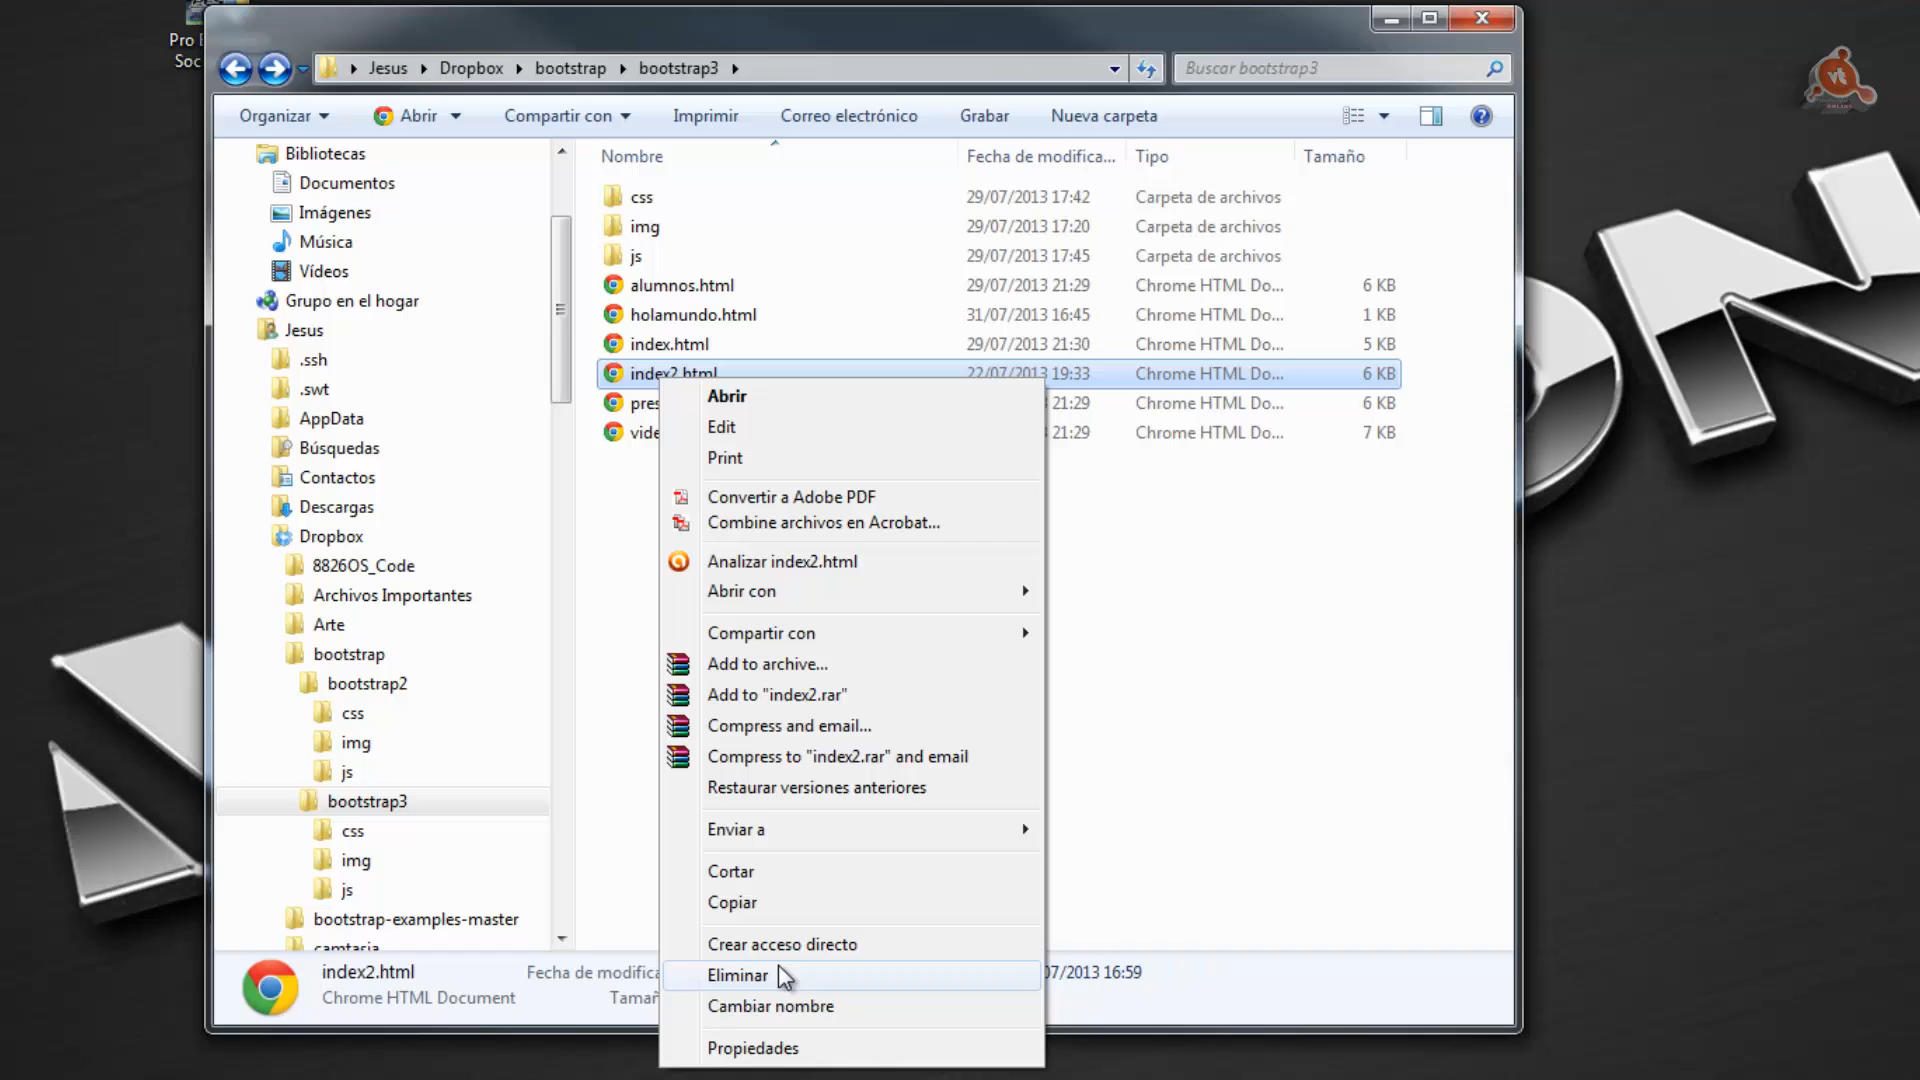 Pro
Soc
Jesus
Dropbox
bootstrap
bootstrap3
Buscar bootstrap3
Organizar
Abrir
Compartir con
Imprimir
Correo electrónico
Grabar
Nueva carpeta
Bibliotecas
Documentos
Imágenes
Música
Vídeos
Grupo en el hogar
Jesus
.ssh
.swt
AppData
Búsquedas
Contactos
Descargas
Dropbox
8826OS_Code
Archivos Importantes
Arte
bootstrap
bootstrap2
css
img
js
bootstrap3
css
img
js
bootstrap-examples-master
camtasia
Nombre Fecha de modifica... Tipo Tamaño
css 29/07/2013 17:42 Carpeta de archivos
img 29/07/2013 17:20 Carpeta de archivos
js 29/07/2013 17:45 Carpeta de archivos
alumnos.html 29/07/2013 21:29 Chrome HTML Do... 6 KB
holamundo.html 31/07/2013 16:45 Chrome HTML Do... 1 KB
index.html 29/07/2013 21:30 Chrome HTML Do... 5 KB
index2.html 22/07/2013 19:33 Chrome HTML Do... 6 KB
pres 21:29 Chrome HTML Do... 6 KB
vide 21:29 Chrome HTML Do... 7 KB
Abrir
Edit
Print
Convertir a Adobe PDF
Combine archivos en Acrobat...
Analizar index2.html
Abrir con
Compartir con
Add to archive...
Add to "index2.rar"
Compress and email...
Compress to "index2.rar" and email
Restaurar versiones anteriores
Enviar a
Cortar
Copiar
Crear acceso directo
Eliminar
Cambiar nombre
Propiedades
index2.html Fecha de modifica 07/2013 16:59
Chrome HTML Document Tamañ
vt